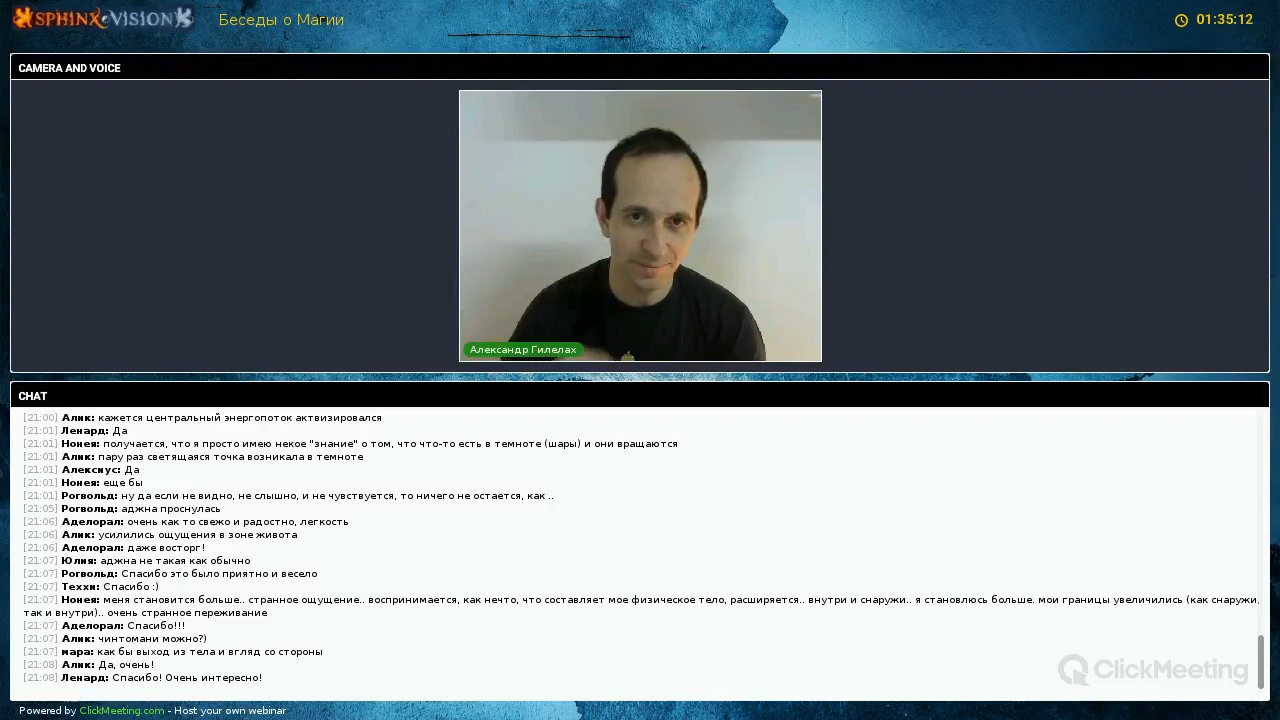 SPHINX VISION
Беседы о Магии
01:35:12
CAMERA AND VOICE
Александр Гилелах
CHAT
[21:00] Алик: кажется центральный энергопоток актвизировался
[21:01] Ленард: Да
[21:01] Нонея: получается, что я просто имею некое "знание" о том, что что-то есть в темноте (шары) и они вращаются
[21:01] Алик: пару раз светящаяся точка возникала в темноте
[21:01] Алексиус: Да
[21:01] Нонея: еще бы
[21:01] Рогвольд: ну да если не видно, не слышно, и не чувствуется, то ничего не остается, как ..
[21:05] Рогвольд: аджна проснулась
[21:06] Аделорал: очень как то свежо и радостно, легкость
[21:06] Алик: усилились ощущения в зоне живота
[21:06] Аделорал: даже восторг!
[21:07] Юлия: аджна не такая как обычно
[21:07] Рогвольд: Спасибо это было приятно и весело
[21:07] Теххи: Спасибо :)
[21:07] Нонея: меня становится больше.. странное ощущение.. воспринимается, как нечто, что составляет мое физическое тело, расширяется.. внутри и снаружи.. я становлюсь больше. мои границы увеличились (как снаружи,
так и внутри).. очень странное переживание
[21:07] Аделорал: Спасибо!!!
[21:07] Алик: чинтомани можно?)
[21:07] мара: как бы выход из тела и вгляд со стороны
[21:08] Алик: Да, очень!
[21:08] Ленард: Спасибо! Очень интересно!
ClickMeeting
Powered by ClickMeeting.com - Host your own webinar